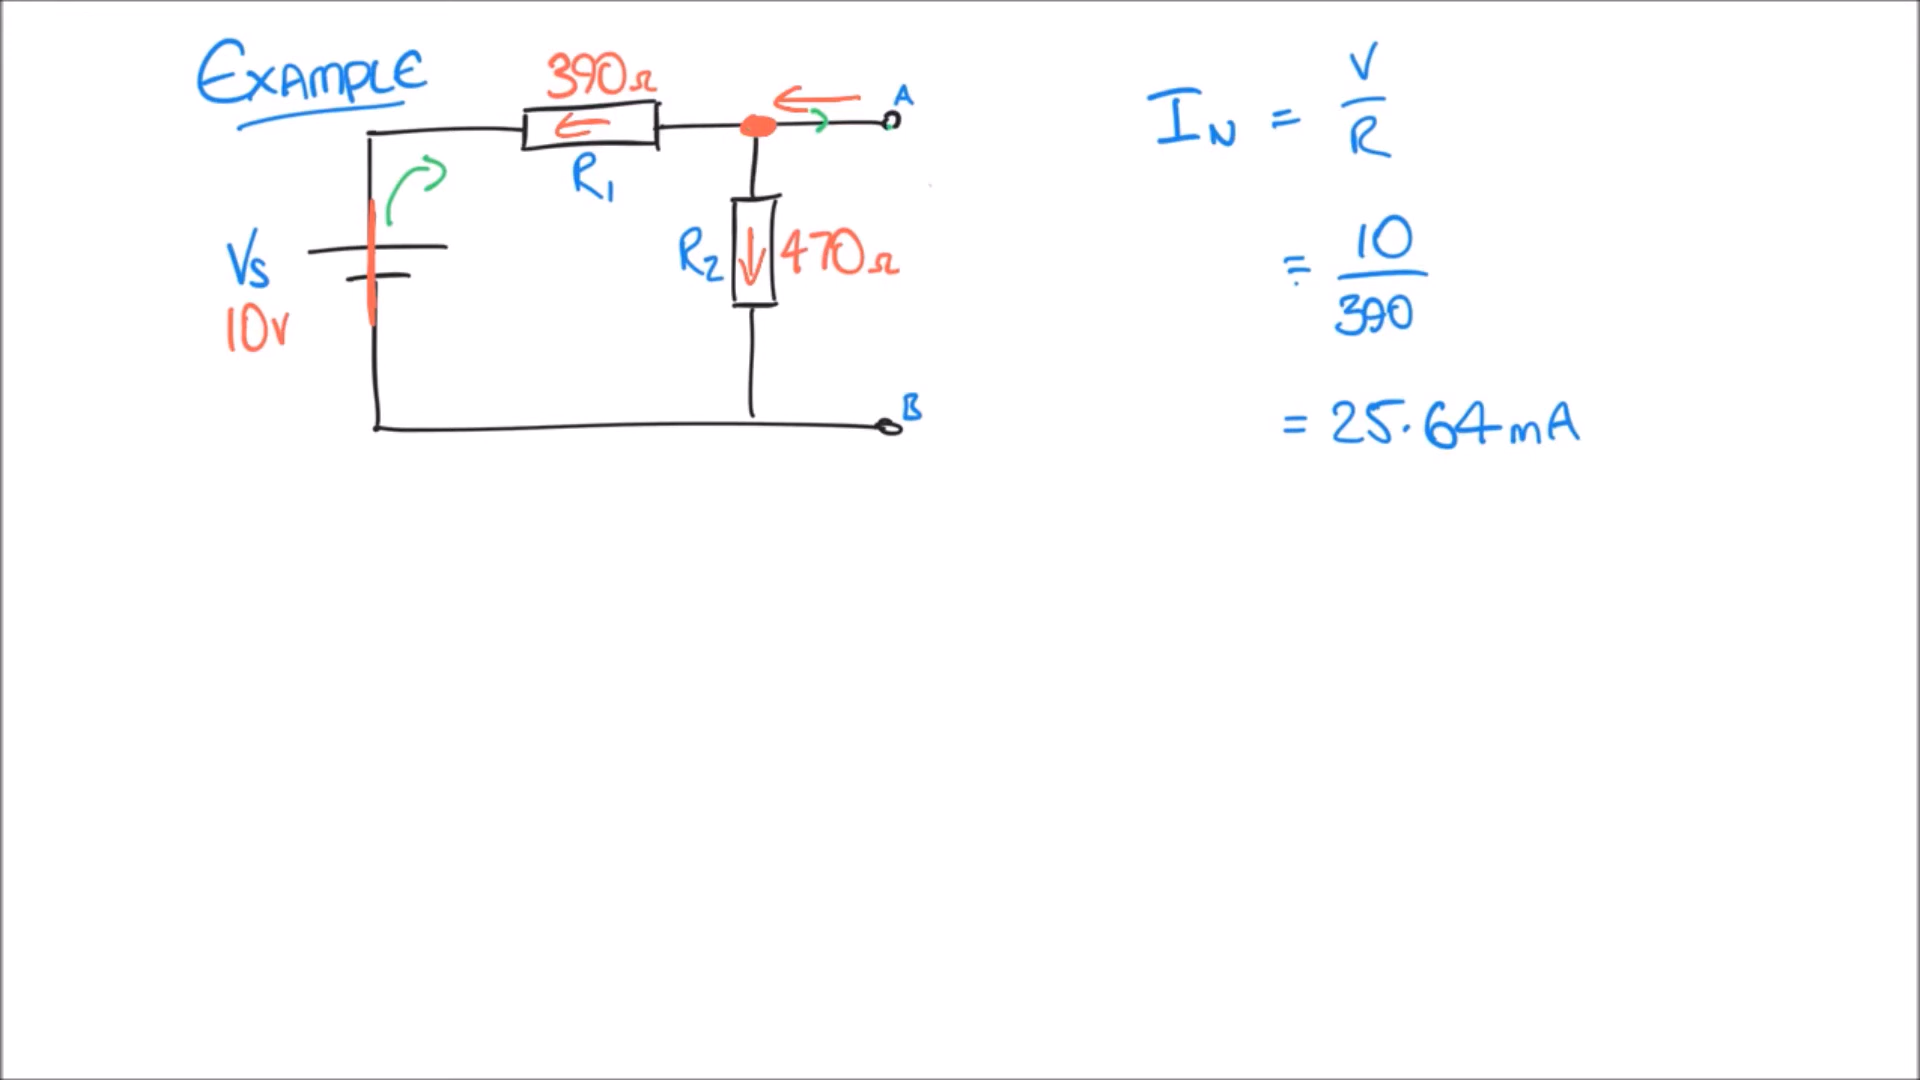 EXAMPLE
390Ω
R1
A
R2
470Ω
Vs
10v
B
IN = V/R
= 10/390
= 25.64mA